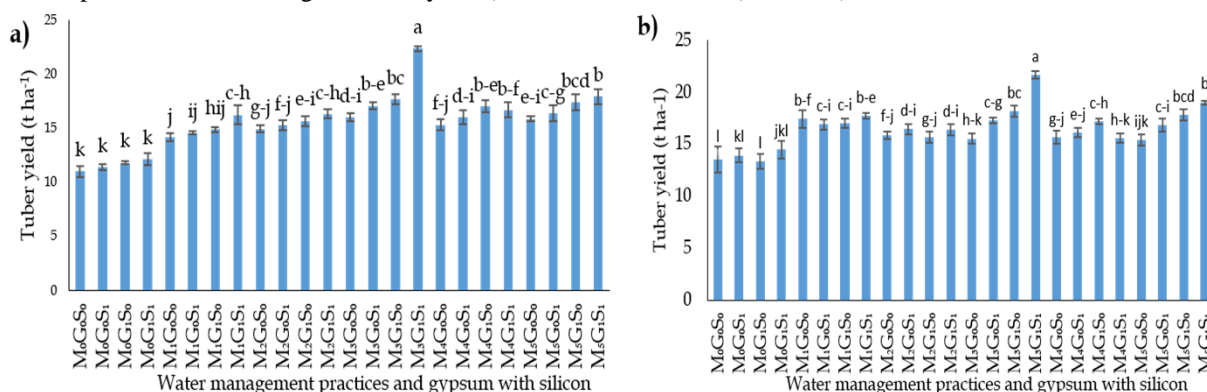 a)
25
20
15
10
5
0
Tuber yield (t ha⁻¹)
k k k k j ij hij c-h g-j f-j e-i c-h d-i b-e bc a f-j d-i b-e b-f e-i c-g bcd b
M₀G₀S₀ M₀G₀S₁ M₀G₁S₀ M₀G₁S₁ M₁G₀S₀ M₁G₀S₁ M₁G₁S₀ M₁G₁S₁ M₂G₀S₀ M₂G₀S₁ M₂G₁S₀ M₂G₁S₁ M₃G₀S₀ M₃G₀S₁ M₃G₁S₀ M₃G₁S₁ M₄G₀S₀ M₄G₀S₁ M₄G₁S₀ M₄G₁S₁ M₅G₀S₀ M₅G₀S₁ M₅G₁S₀ M₅G₁S₁
Water management practices and gypsum with silicon
b)
25
20
15
10
5
0
Tuber yield (t ha-1)
l kl l jkl b-f c-i c-i b-e f-j d-i g-j d-i h-k c-g bc a g-j e-j c-h h-k ijk c-i bcd b
M₀G₀S₀ M₀G₀S₁ M₀G₁S₀ M₀G₁S₁ M₁G₀S₀ M₁G₀S₁ M₁G₁S₀ M₁G₁S₁ M₂G₀S₀ M₂G₀S₁ M₂G₁S₀ M₂G₁S₁ M₃G₀S₀ M₃G₀S₁ M₃G₁S₀ M₃G₁S₁ M₄G₀S₀ M₄G₀S₁ M₄G₁S₀ M₄G₁S₁ M₅G₀S₀ M₅G₀S₁ M₅G₁S₀ M₅G₁S₁
Water management practices and gypsum with silicon